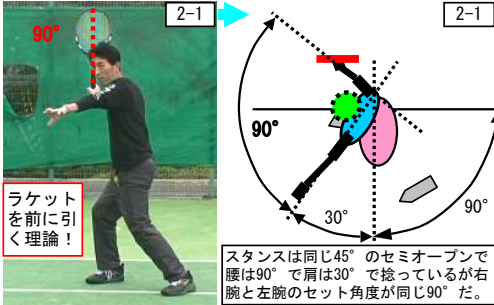 2-1
90°
ラケット
を前に引
く理論！
2-1
90°
30°
90°
スタンスは同じ45°のセミオープンで
腰は90°で肩は30°で捻っているが右
腕と左腕のセット角度が同じ90°だ。